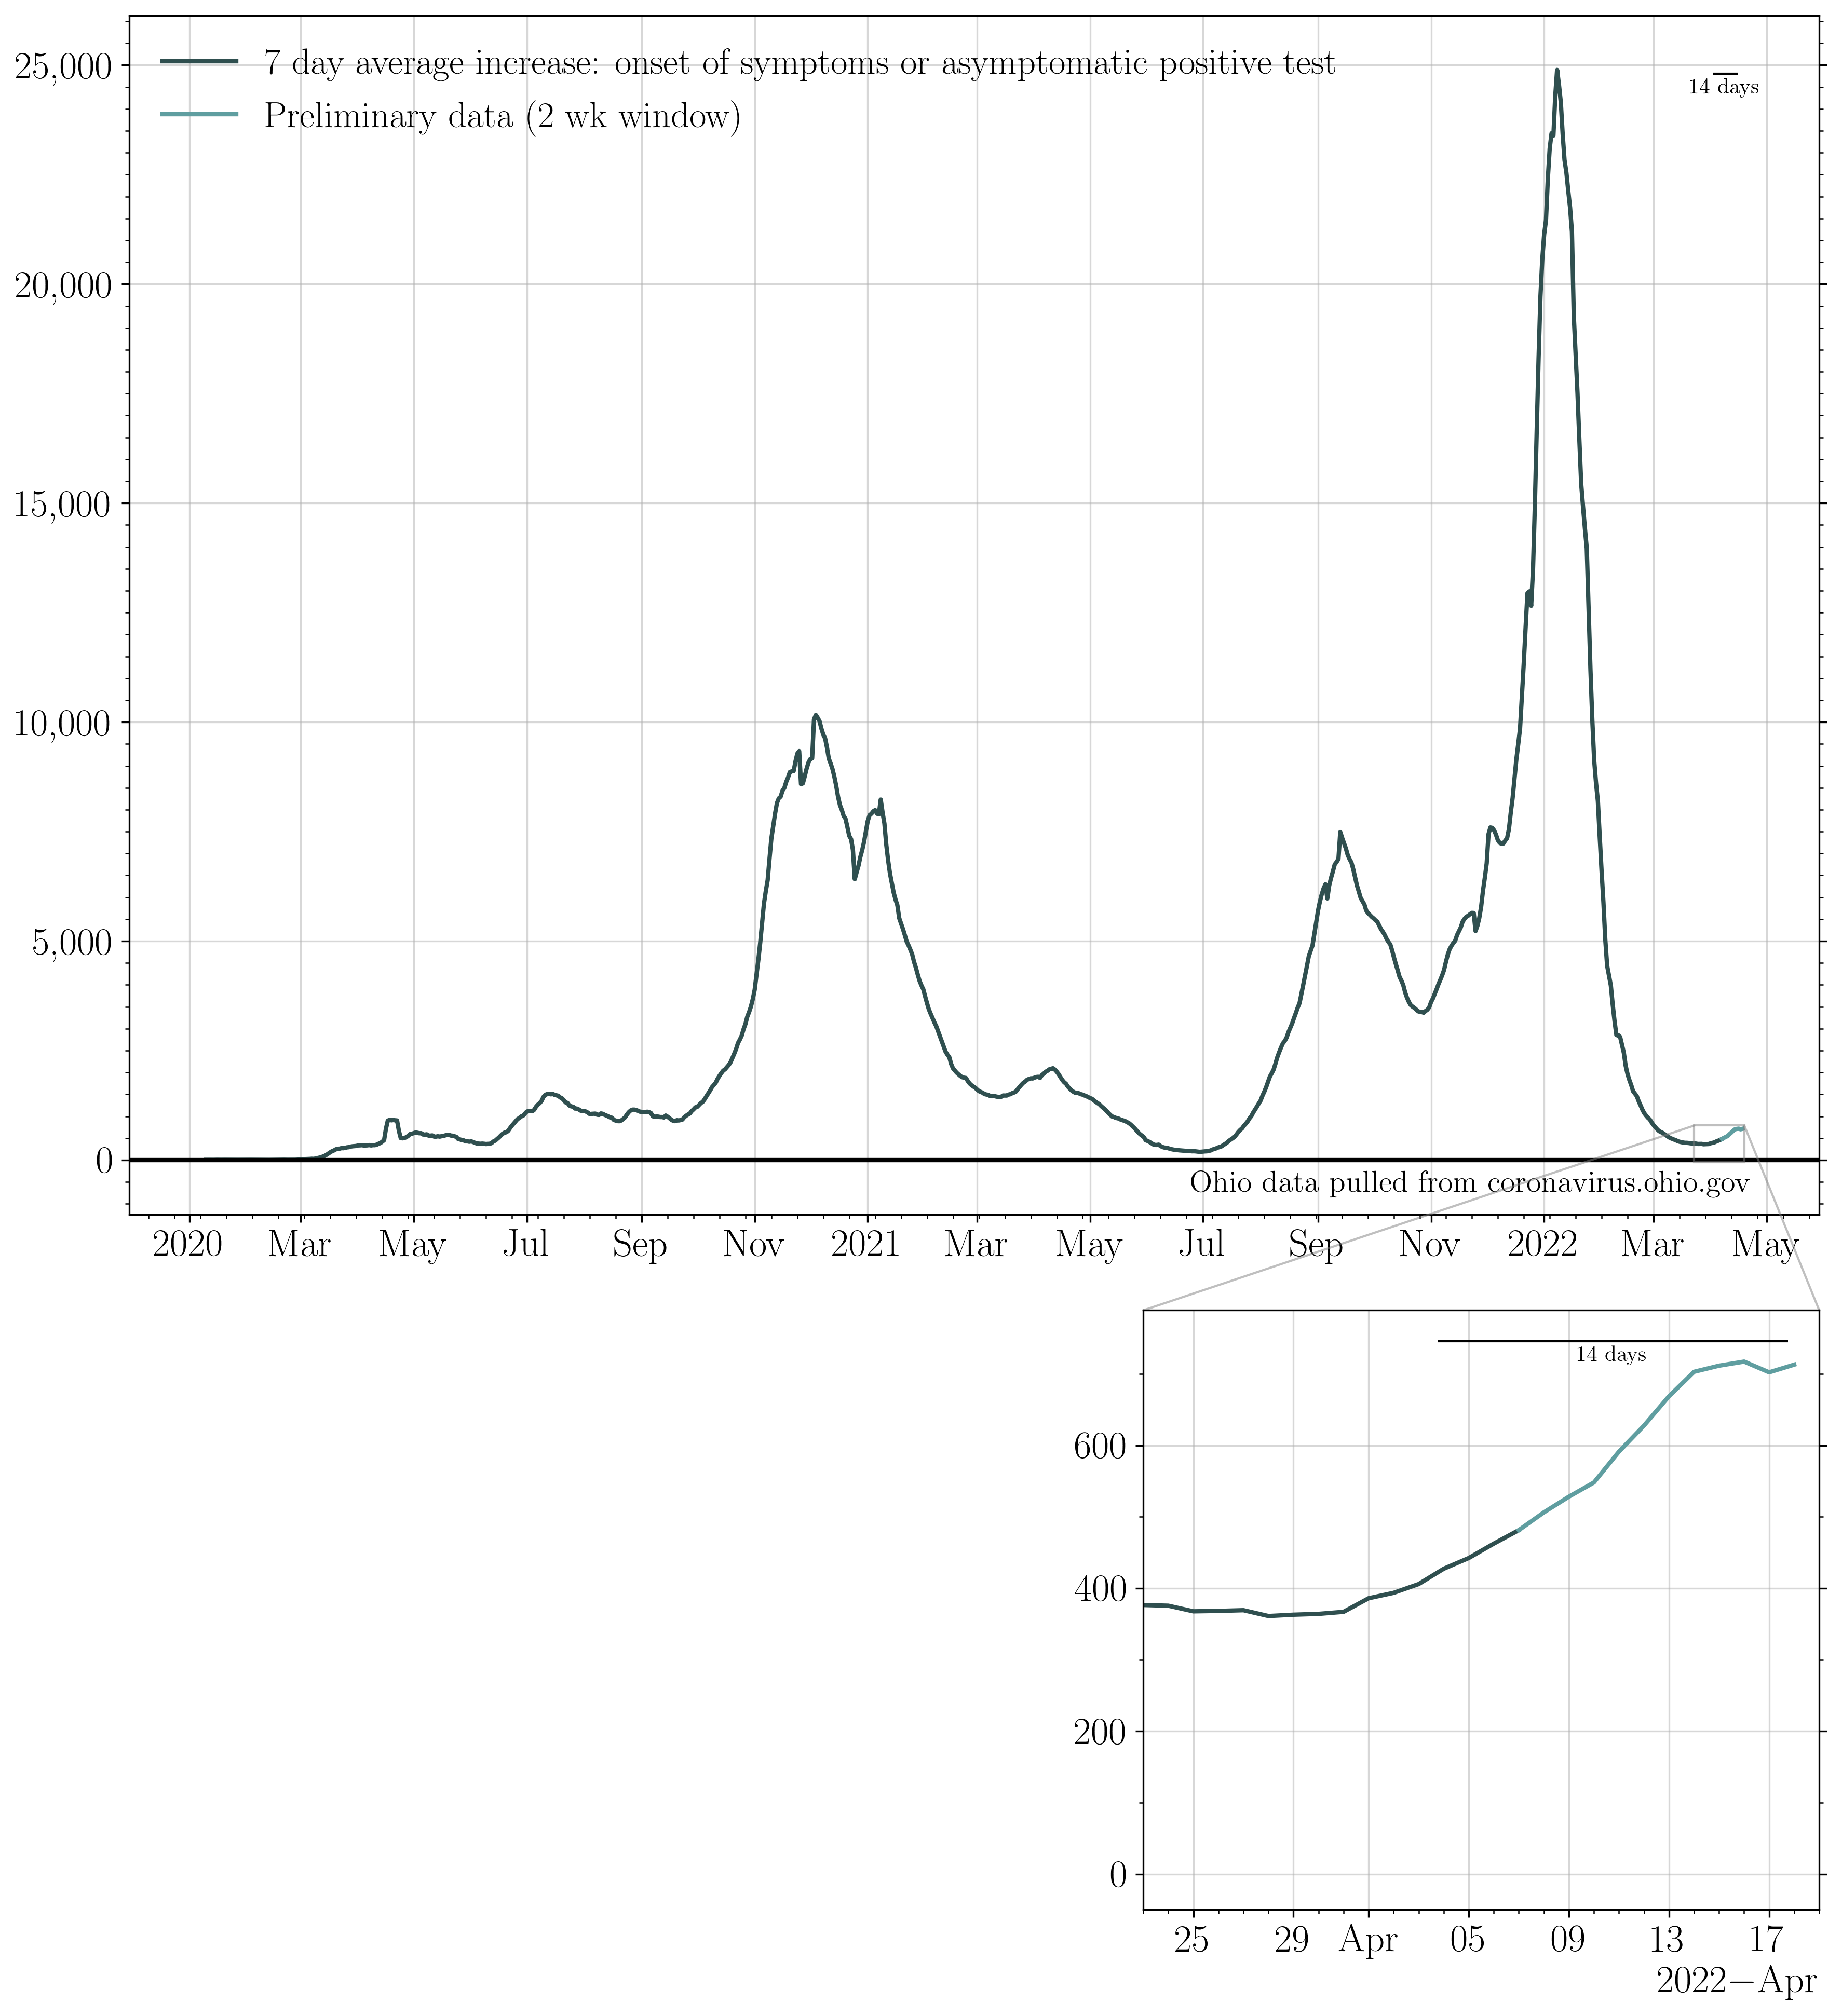 25,000
20,000
15,000
10,000
5,000
0
7 day average increase: onset of symptoms or asymptomatic positive test
Preliminary data (2 wk window)
14 days
Ohio data pulled from coronavirus.ohio.gov
2020 Mar May Jul Sep Nov 2021 Mar May Jul Sep Nov 2022 Mar May
14 days
600
400
200
0
25 29 Apr 05 09 13 17
2022−Apr